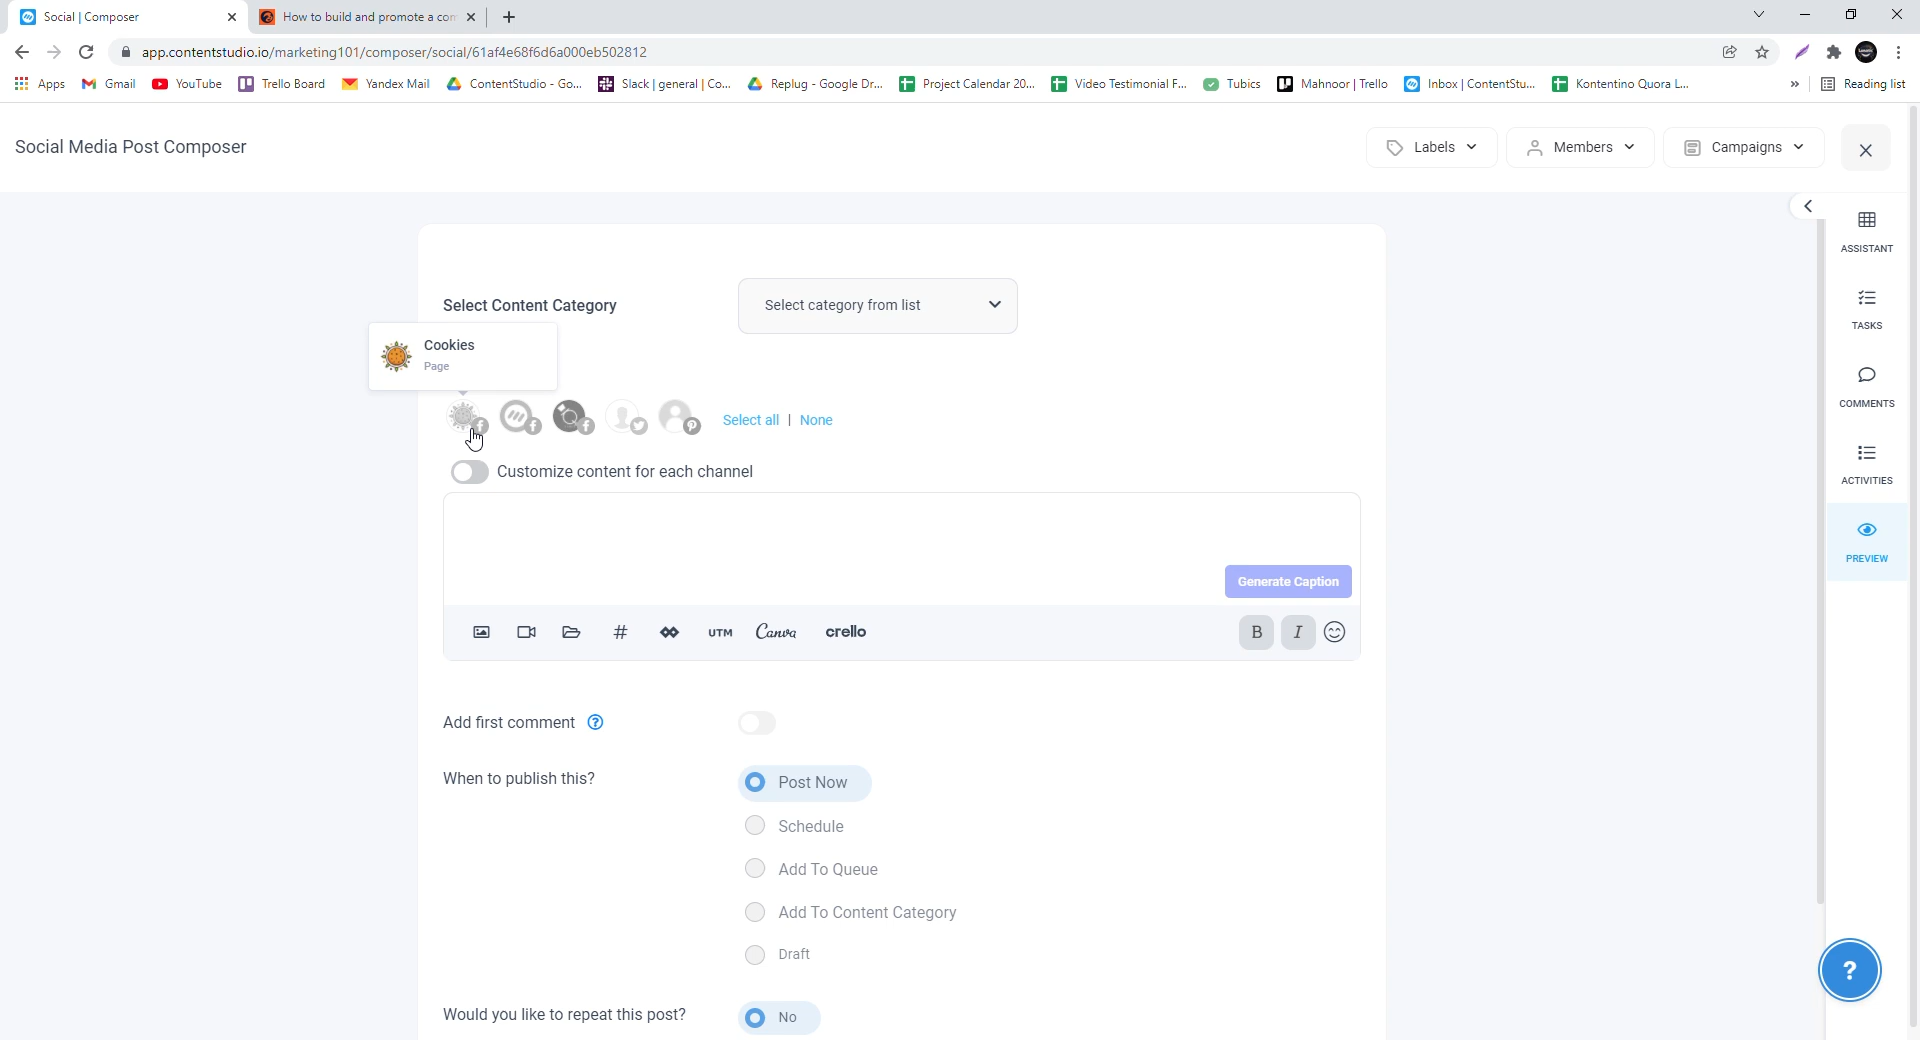 Social | Composer
How to build and promote a com
app.contentstudio.io/marketing101/composer/social/61af4e68f6d6a000eb502812
Apps
Gmail
YouTube
Trello Board
Yandex Mail
ContentStudio - Go...
Slack | general | Co...
Replug - Google Dr...
Project Calendar 20...
Video Testimonial F...
Tubics
Mahnoor | Trello
Inbox | ContentStu...
Kontentino Quora L...
»
Reading list
Social Media Post Composer
Labels
Members
Campaigns
ASSISTANT
Select Content Category
Select category from list
TASKS
Cookies
Page
COMMENTS
Select all | None
Customize content for each channel
ACTIVITIES
PREVIEW
Generate Caption
# UTM Canva crello B I
Add first comment ?
When to publish this?
Post Now
Schedule
Add To Queue
Add To Content Category
Draft
?
Would you like to repeat this post?
No